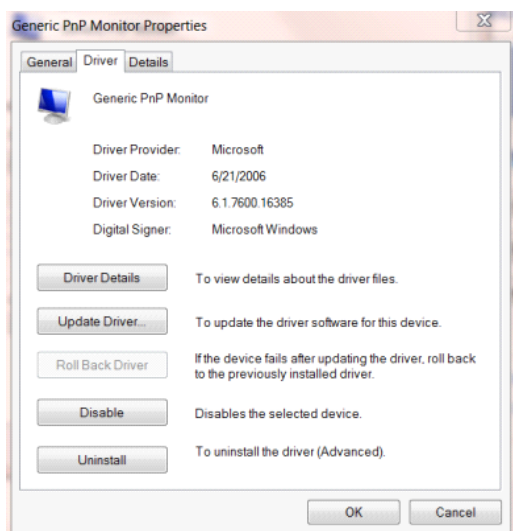 Generic PnP Monitor Properties
General Driver Details
Generic PnP Monitor
Driver Provider: Microsoft
Driver Date: 6/21/2006
Driver Version: 6.1.7600.16385
Digital Signer: Microsoft Windows
Driver Details To view details about the driver files.
Update Driver... To update the driver software for this device.
Roll Back Driver If the device fails after updating the driver, roll back
to the previously installed driver.
Disable Disables the selected device.
Uninstall To uninstall the driver (Advanced).
OK Cancel